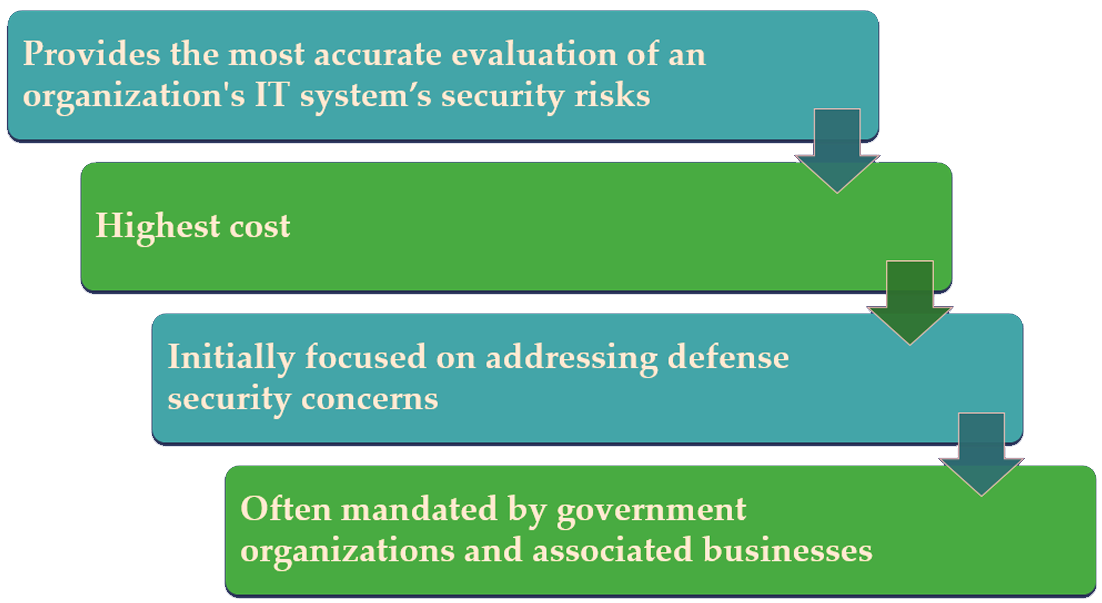 Provides the most accurate evaluation of an
organization's IT system’s security risks
Highest cost
Initially focused on addressing defense
security concerns
Often mandated by government
organizations and associated businesses